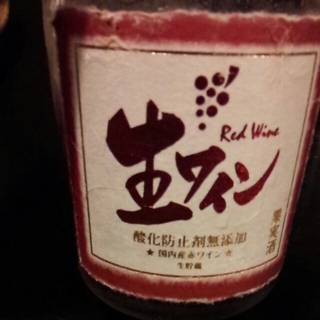 Red Wine
生ワイン
酸化防止剤無添加
★ 国内産赤ワイン ★
生貯蔵
果実酒